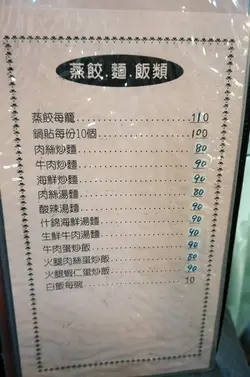 蒸餃.麵.飯類
蒸餃每籠 110
鍋貼每份10個 100
肉絲炒麵 80
牛肉炒麵 90
海鮮炒麵 90
肉絲湯麵 80
酸辣湯麵 90
什錦海鮮湯麵 90
生鮮牛肉湯麵 90
牛肉蛋炒飯 90
火腿肉絲蛋炒飯 80
火腿蝦仁蛋炒飯 90
白飯每碗 10